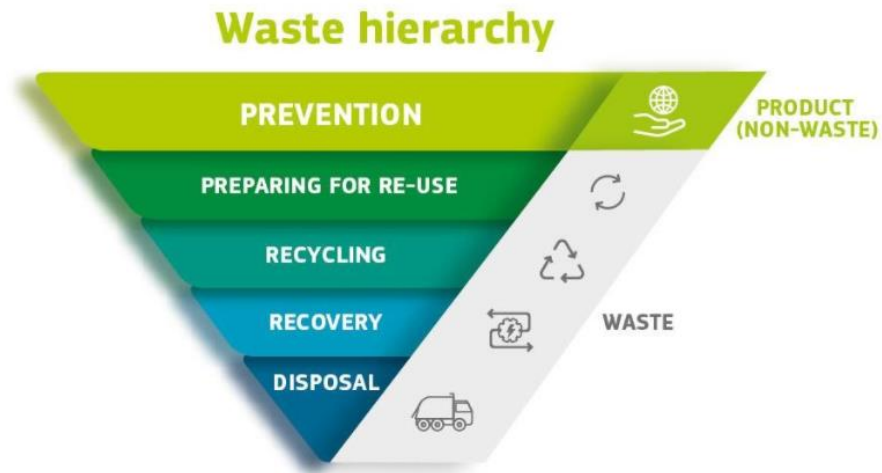 Waste hierarchy
PREVENTION
PRODUCT
(NON-WASTE)
PREPARING FOR RE-USE
RECYCLING
RECOVERY
WASTE
DISPOSAL